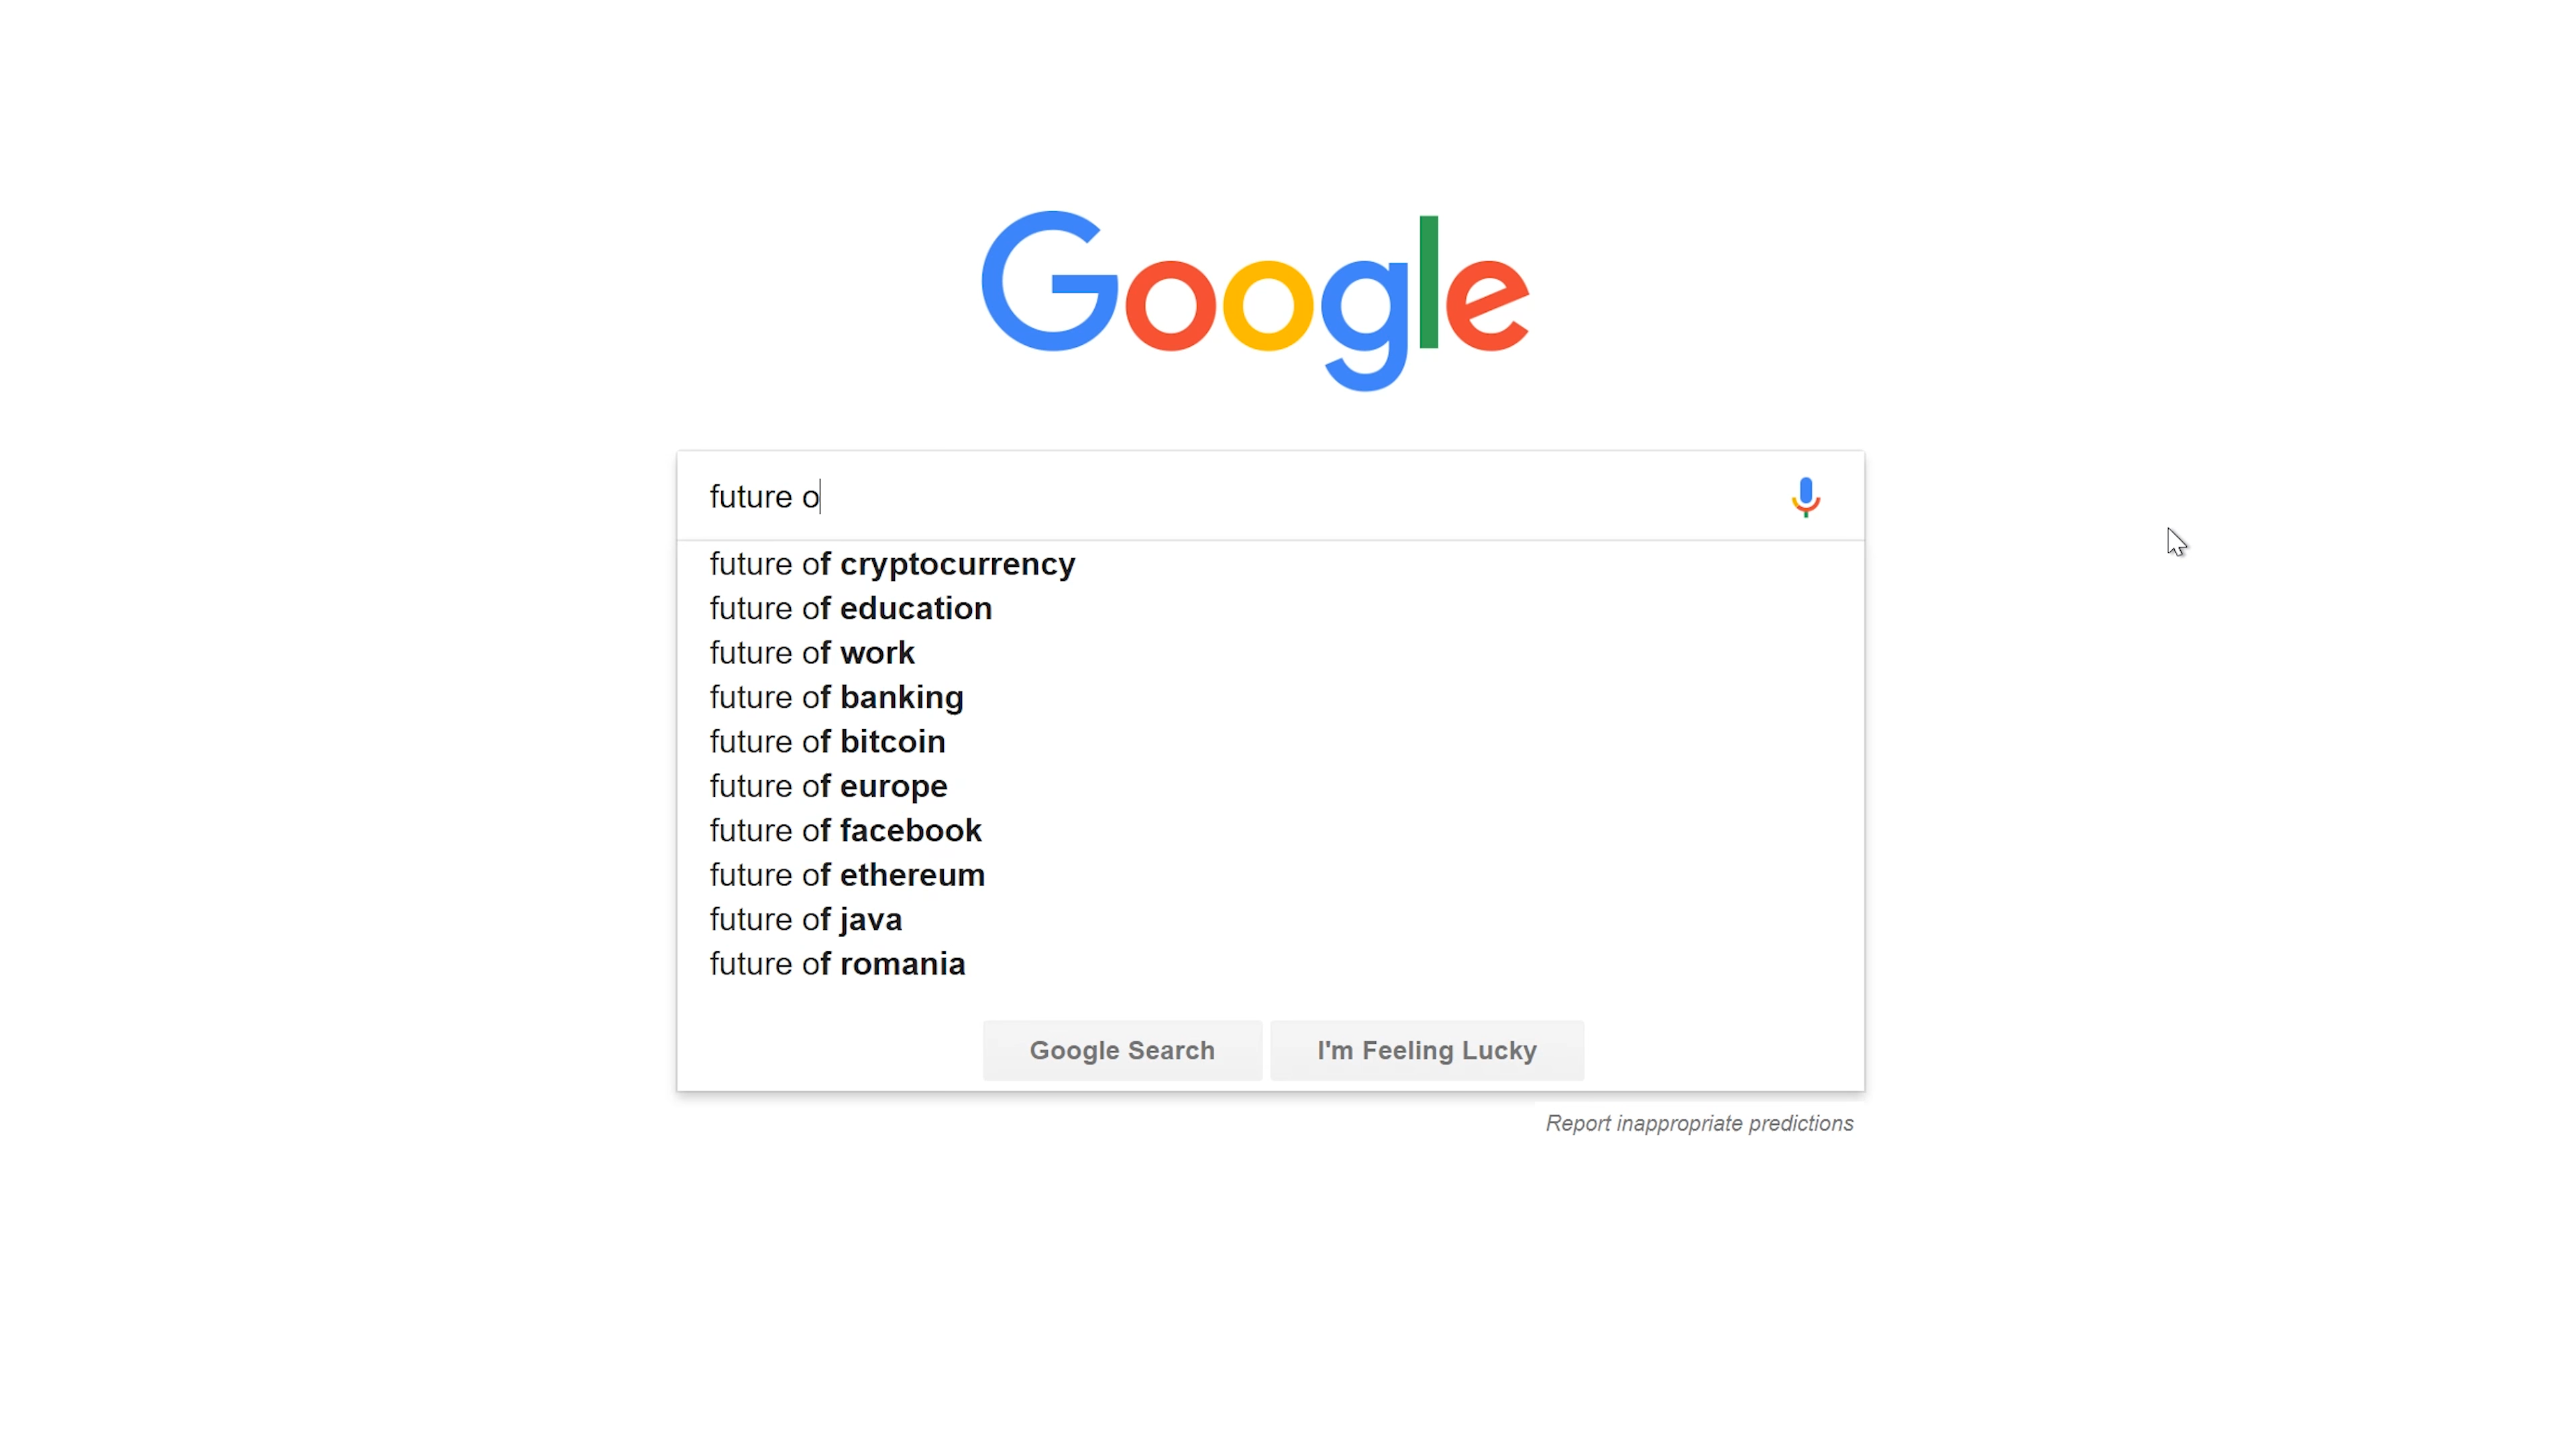 Google
future o
future of cryptocurrency
future of education
future of work
future of banking
future of bitcoin
future of europe
future of facebook
future of ethereum
future of java
future of romania
Google Search I'm Feeling Lucky
Report inappropriate predictions